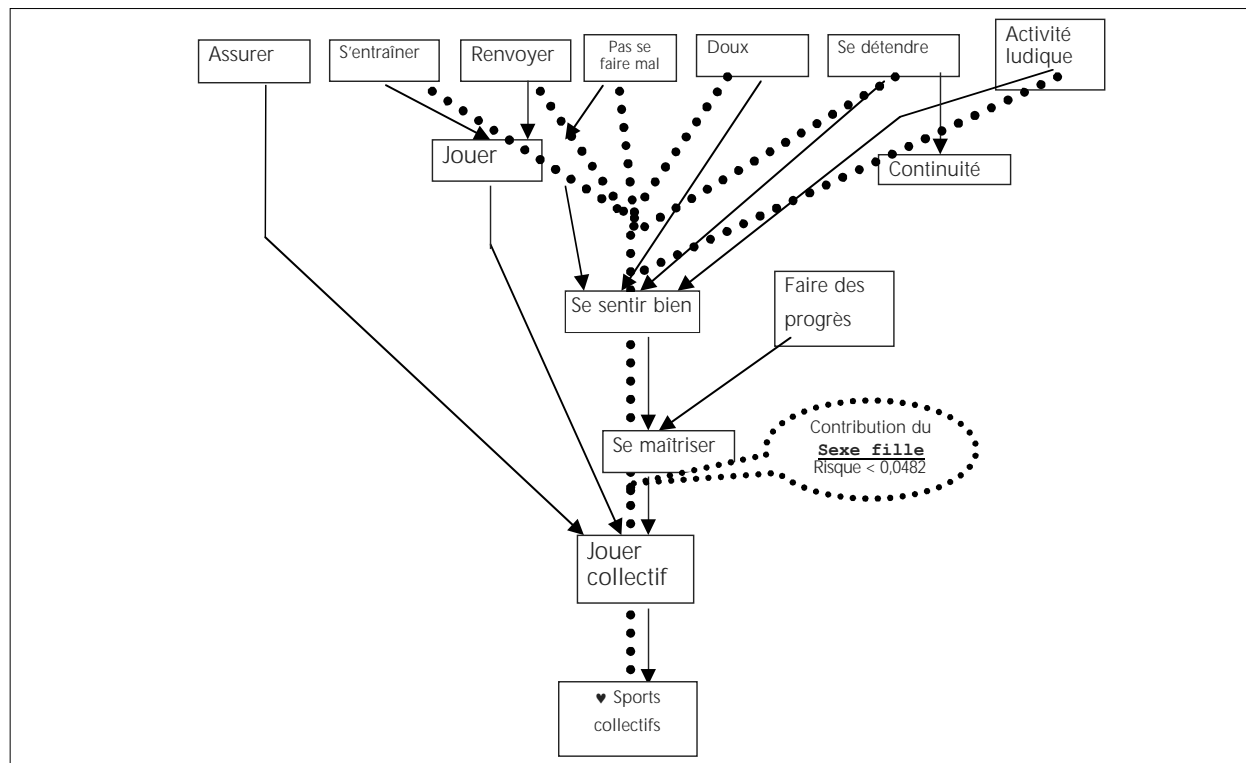 Assurer
S'entraîner
Renvoyer
Pas se
faire mal
Doux
Se détendre
Activité
ludique
Jouer
Continuité
Se sentir bien
Faire des
progrès
Se maîtriser
Contribution du
Sexe fille
Risque < 0,0482
Jouer
collectif
♥ Sports
collectifs